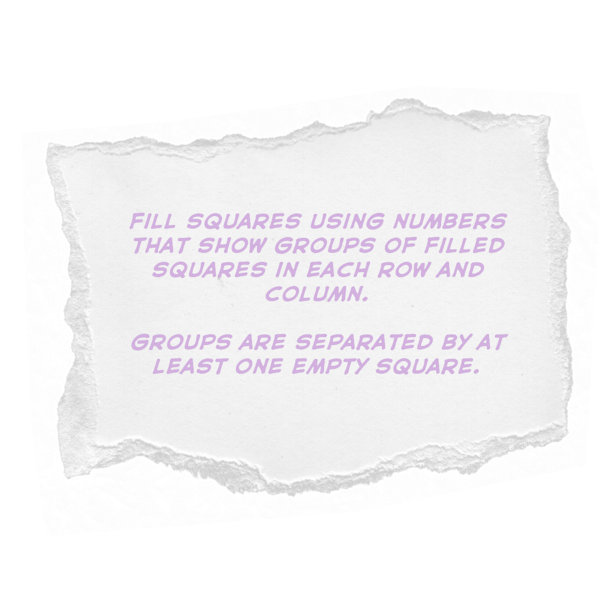 FILL SQUARES USING NUMBERS
THAT SHOW GROUPS OF FILLED
SQUARES IN EACH ROW AND
COLUMN.
GROUPS ARE SEPARATED BY AT
LEAST ONE EMPTY SQUARE.